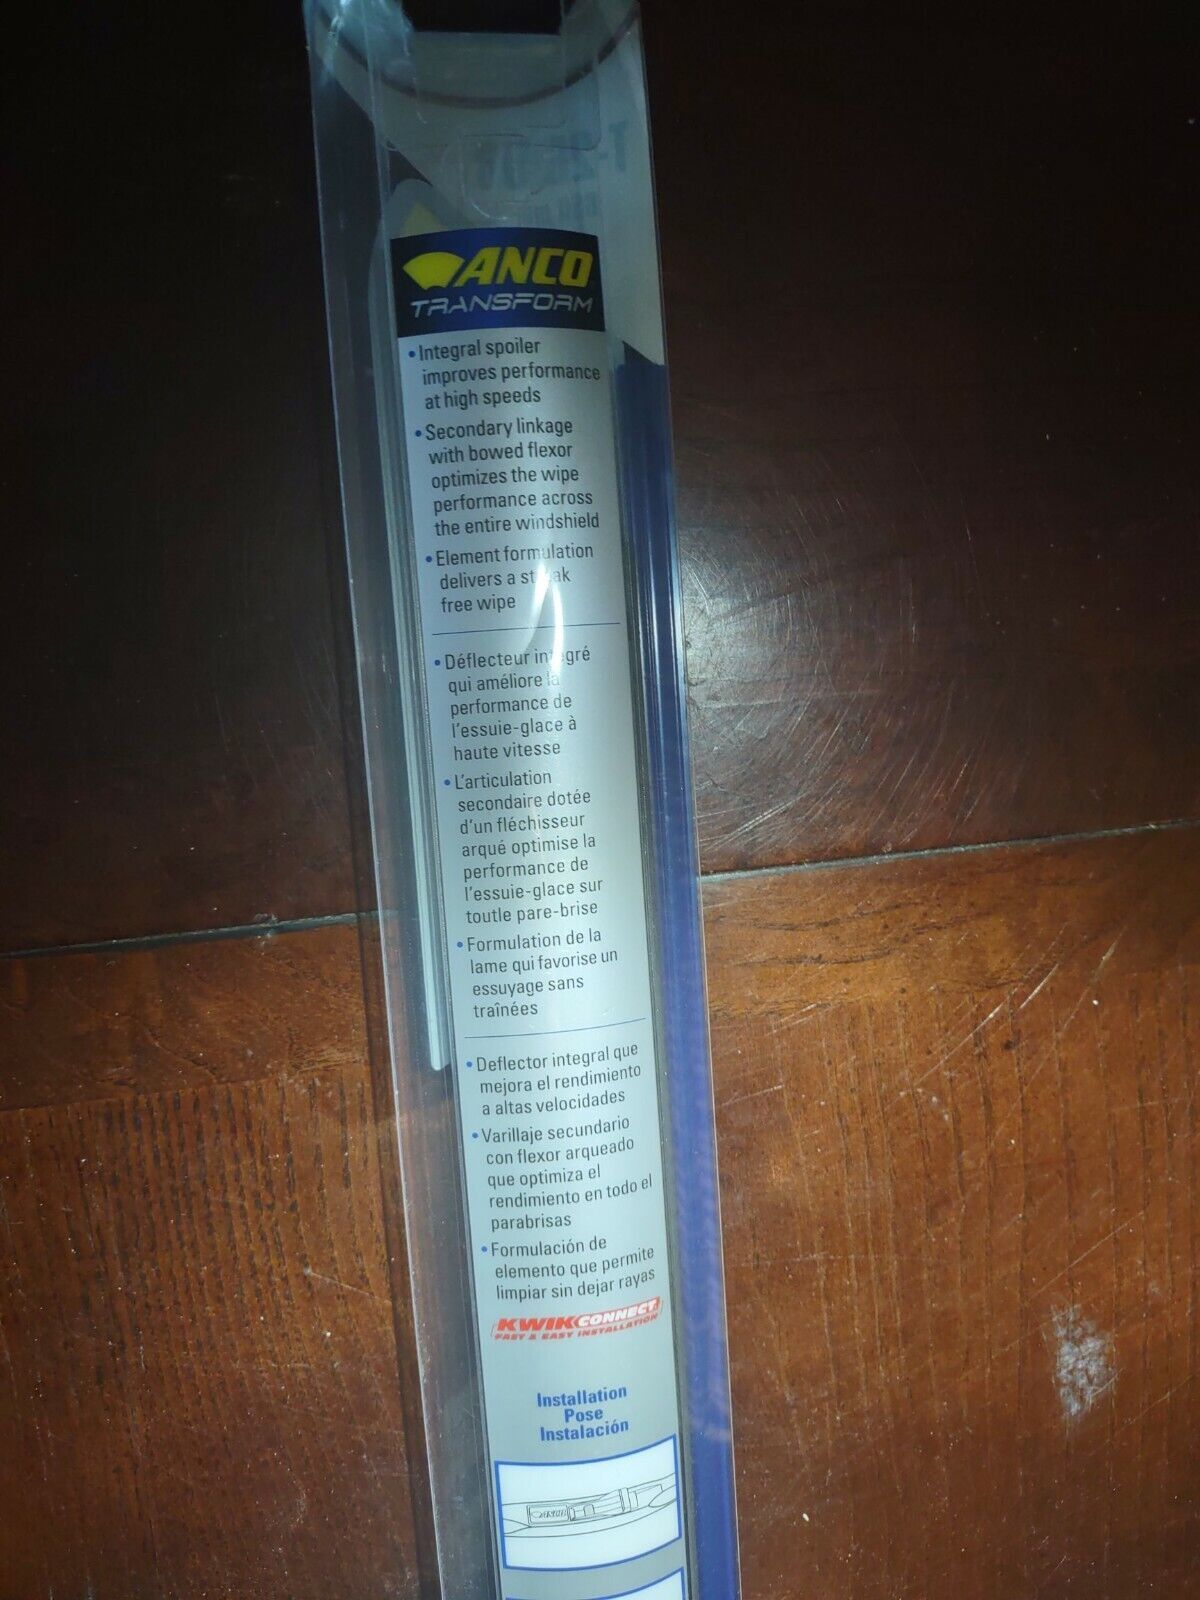 ANCO
TRANSFORM
• Integral spoiler
improves performance
at high speeds
• Secondary linkage
with bowed flexor
optimizes the wipe
performance across
the entire windshield
• Element formulation
delivers a streak
free wipe
• Déflecteur intégré
qui améliore la
performance de
l'essuie-glace à
haute vitesse
• L'articulation
secondaire dotée
d'un fléchisseur
arqué optimise la
performance de
l'essuie-glace sur
toutle pare-brise
• Formulation de la
lame qui favorise un
essuyage sans
traînées
• Deflector integral que
mejora el rendimiento
a altas velocidades
• Varillaje secundario
con flexor arqueado
que optimiza el
rendimiento en todo el
parabrisas
• Formulación de
elemento que permite
limpiar sin dejar rayas
KWIKCONNECT
FAST & EASY INSTALLATION
Installation
Pose
Instalación
ANCO